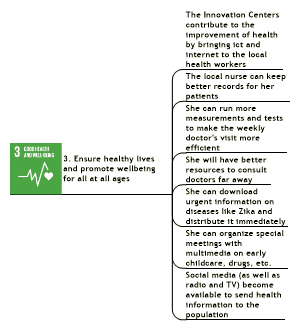 The Innovation Centers
contribute to the
improvement of health
by bringing ict and
internet to the local
health workers
The local nurse can keep
better records for her
patients
She can run more
measurements and tests
to make the weekly
doctor's visit more
efficient
3 GOOD HEALTH
AND WELL-BEING
3. Ensure healthy lives
and promote wellbeing
for all at all ages
She will have better
resources to consult
doctors far away
She can download
urgent information on
diseases like Zika and
distribute it immediately
She can organize special
meetings with
multimedia on early
childcare, drugs, etc.
Social media (as well as
radio and TV) become
available to send health
information to the
population